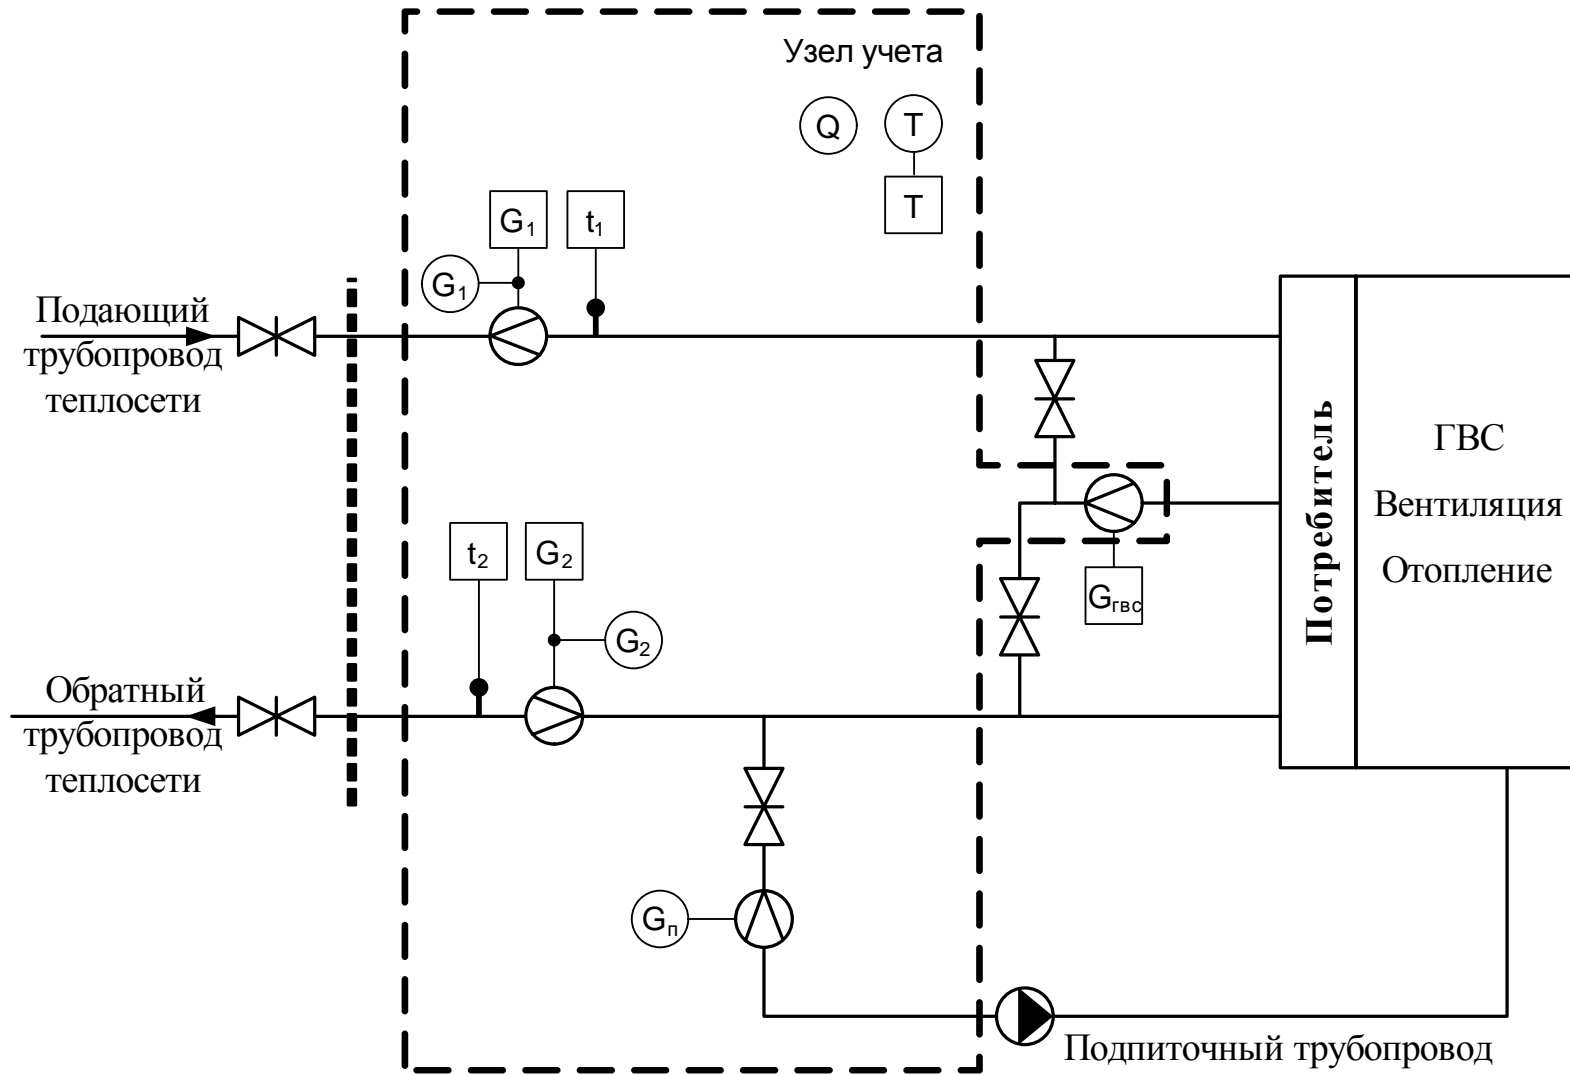 Узел учета
Q
T
T
G1
t1
G1
Подающий
трубопровод
теплосети
t2
G2
G2
Gгвс
Потребитель
ГВС
Вентиляция
Отопление
Обратный
трубопровод
теплосети
Gп
Подпиточный трубопровод